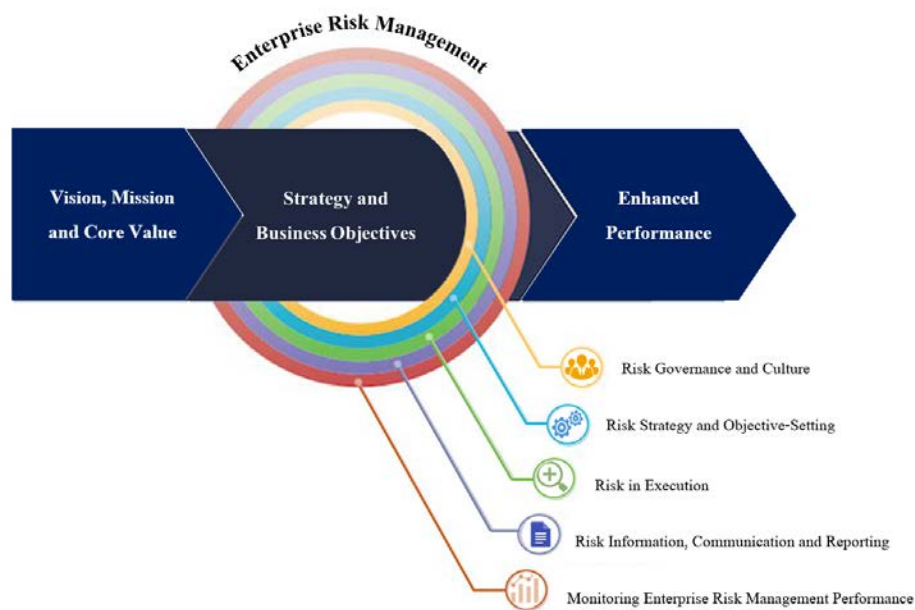 Enterprise Risk Management
Vision, Mission
and Core Value
Strategy and
Business Objectives
Enhanced
Performance
Risk Governance and Culture
Risk Strategy and Objective-Setting
Risk in Execution
Risk Information, Communication and Reporting
Monitoring Enterprise Risk Management Performance